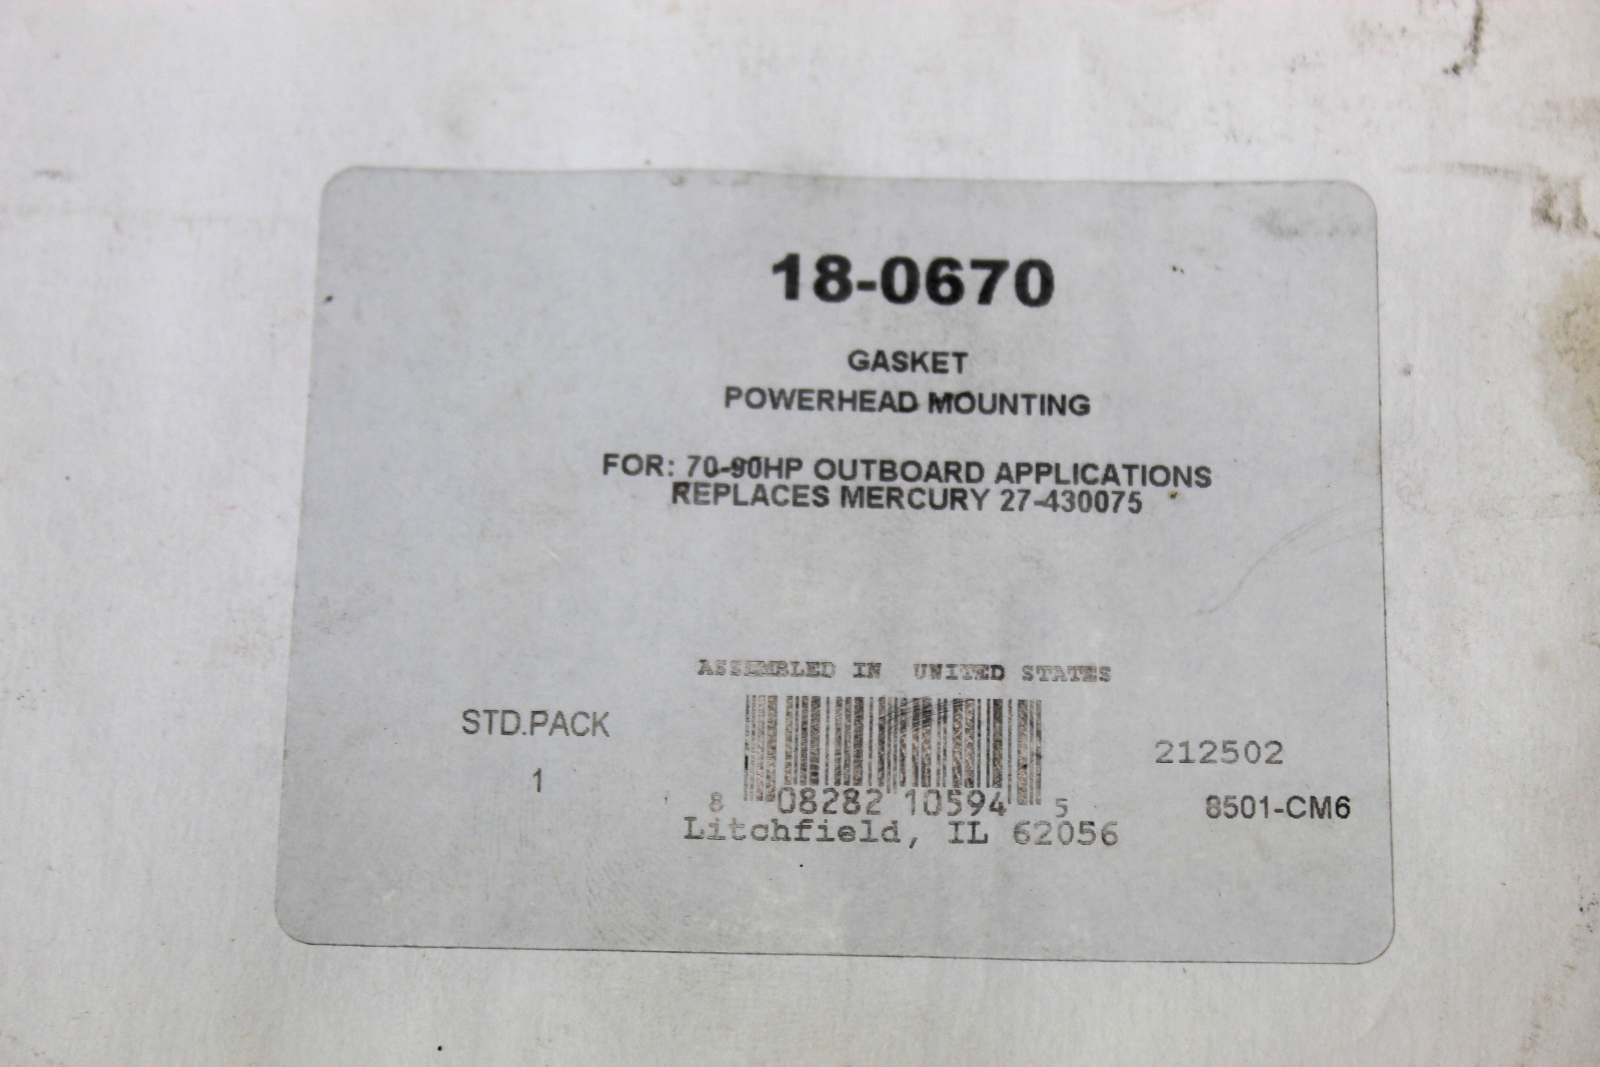 18-0670
GASKET
POWERHEAD MOUNTING
FOR: 70-90HP OUTBOARD APPLICATIONS
REPLACES MERCURY 27-430075
ASSEMBLED IN UNITED STATES
STD.PACK
1
8 08282 10594 5
Litchfield, IL 62056
212502
8501-CM6